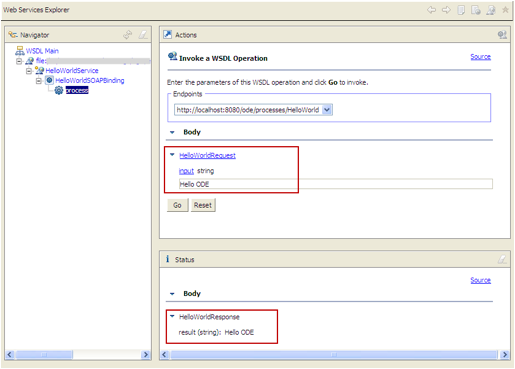 Web Services Explorer
Navigator
WSDL Main
file:
HelloWorldService
HelloWorldSOAPBinding
process
Actions
Invoke a WSDL Operation
Source
Enter the parameters of this WSDL operation and click Go to invoke.
Endpoints
http://localhost:8080/ode/processes/HelloWorld
Body
HelloWorldRequest
input string
Hello ODE
Go Reset
Status
Source
Body
HelloWorldResponse
result (string): Hello ODE